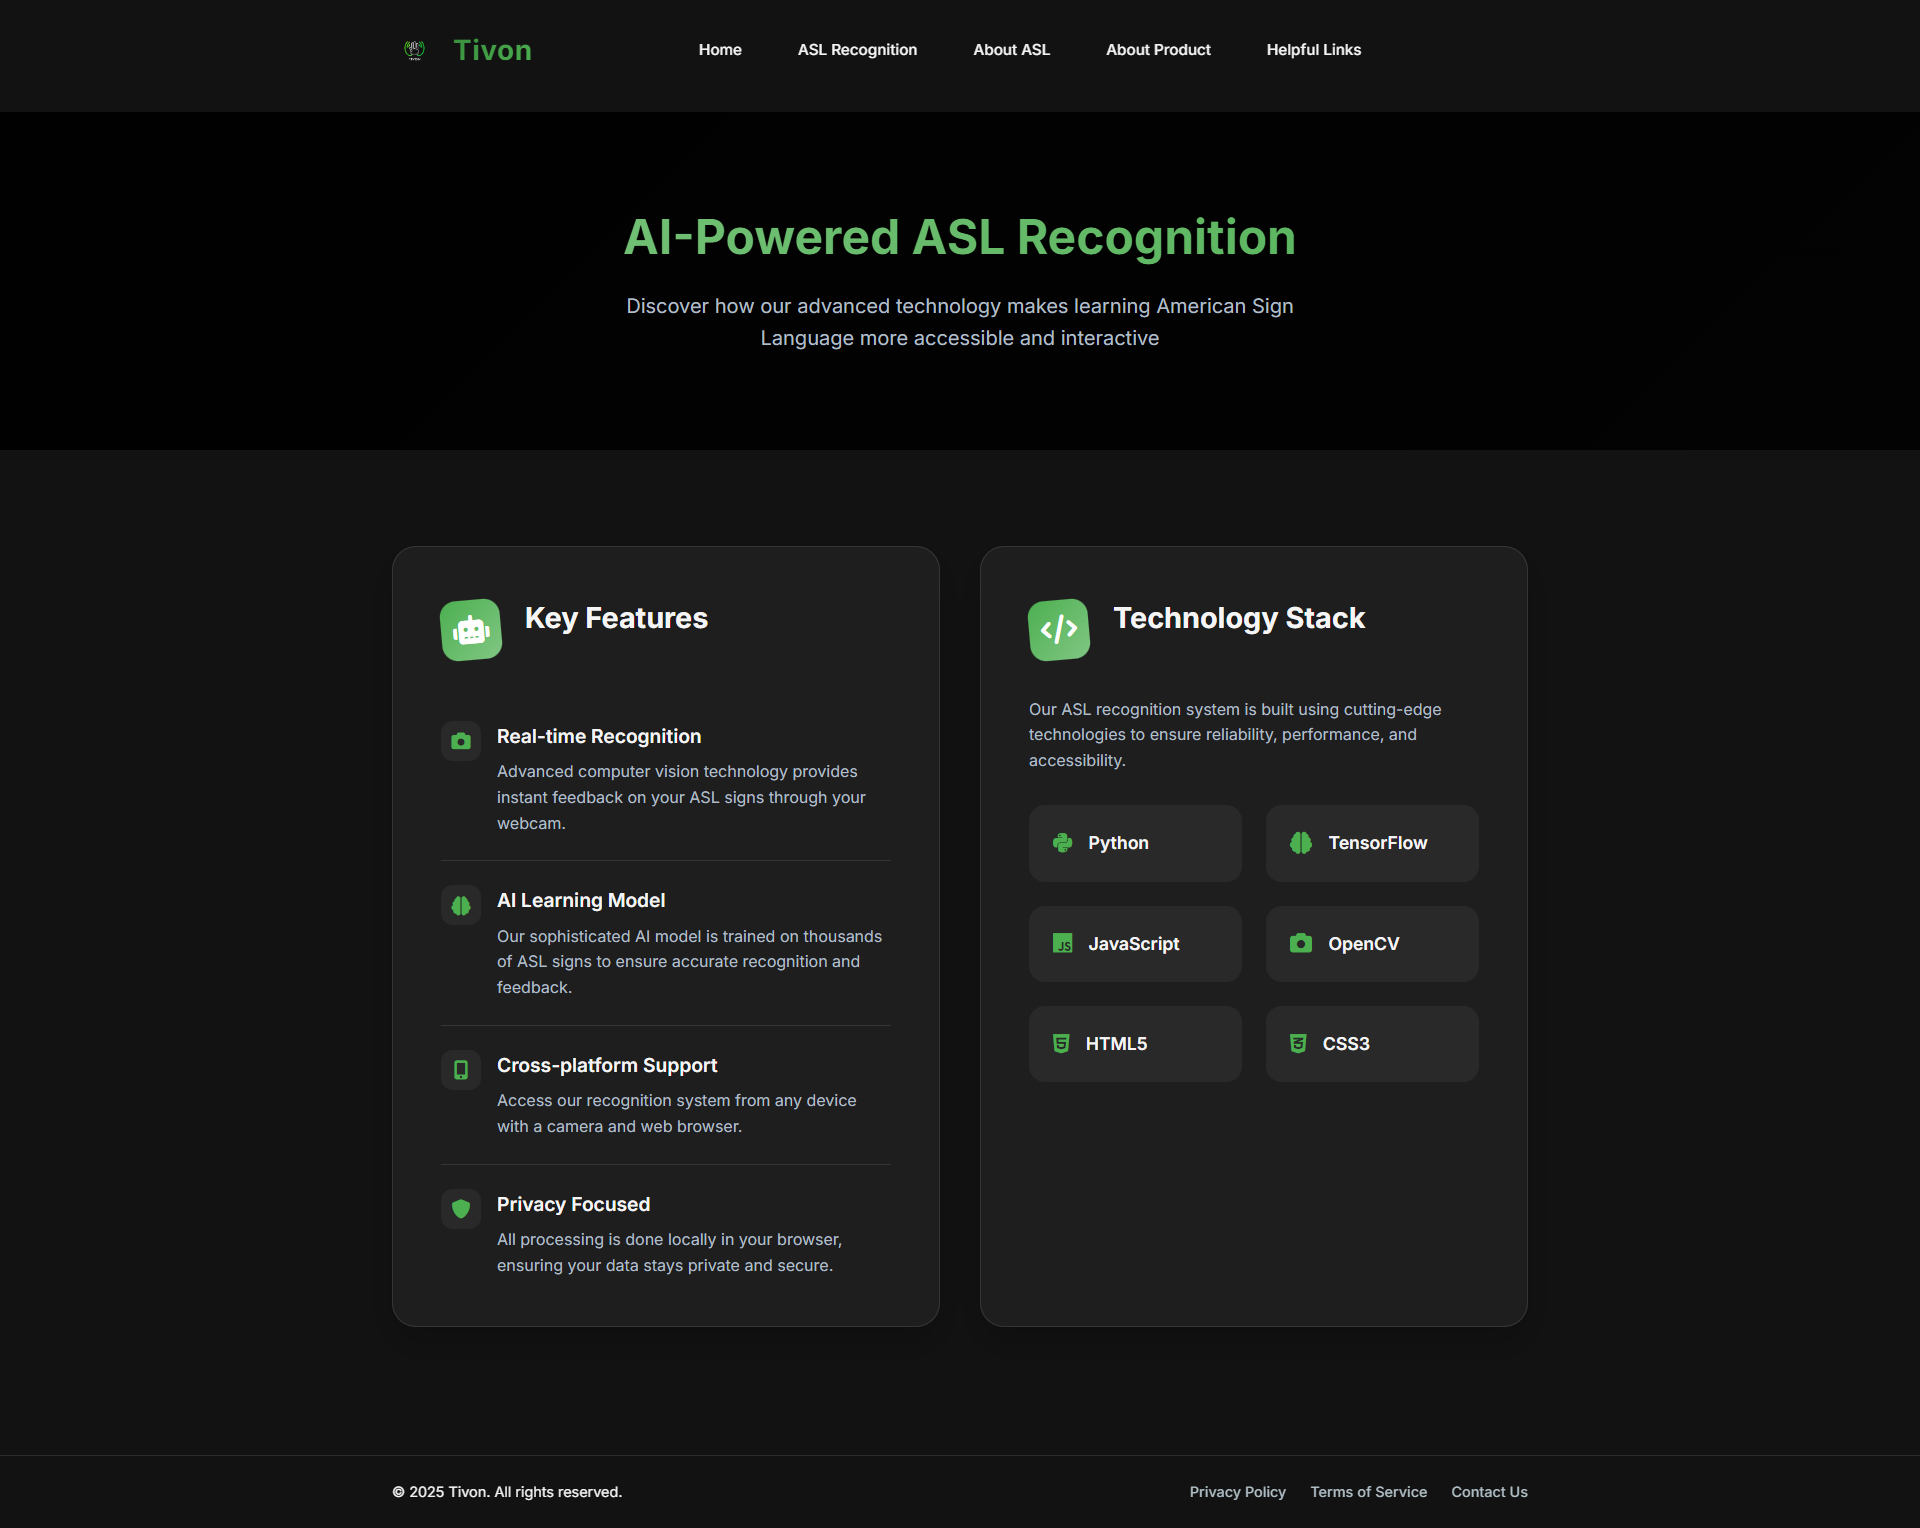 Tivon
Home
ASL Recognition
About ASL
About Product
Helpful Links
AI-Powered ASL Recognition
Discover how our advanced technology makes learning American Sign
Language more accessible and interactive
Key Features
Real-time Recognition
Advanced computer vision technology provides
instant feedback on your ASL signs through your
webcam.
AI Learning Model
Our sophisticated AI model is trained on thousands
of ASL signs to ensure accurate recognition and
feedback.
Cross-platform Support
Access our recognition system from any device
with a camera and web browser.
Privacy Focused
All processing is done locally in your browser,
ensuring your data stays private and secure.
Technology Stack
Our ASL recognition system is built using cutting-edge
technologies to ensure reliability, performance, and
accessibility.
Python
TensorFlow
JS
JavaScript
OpenCV
HTML5
CSS3
© 2025 Tivon. All rights reserved.
Privacy Policy
Terms of Service
Contact Us